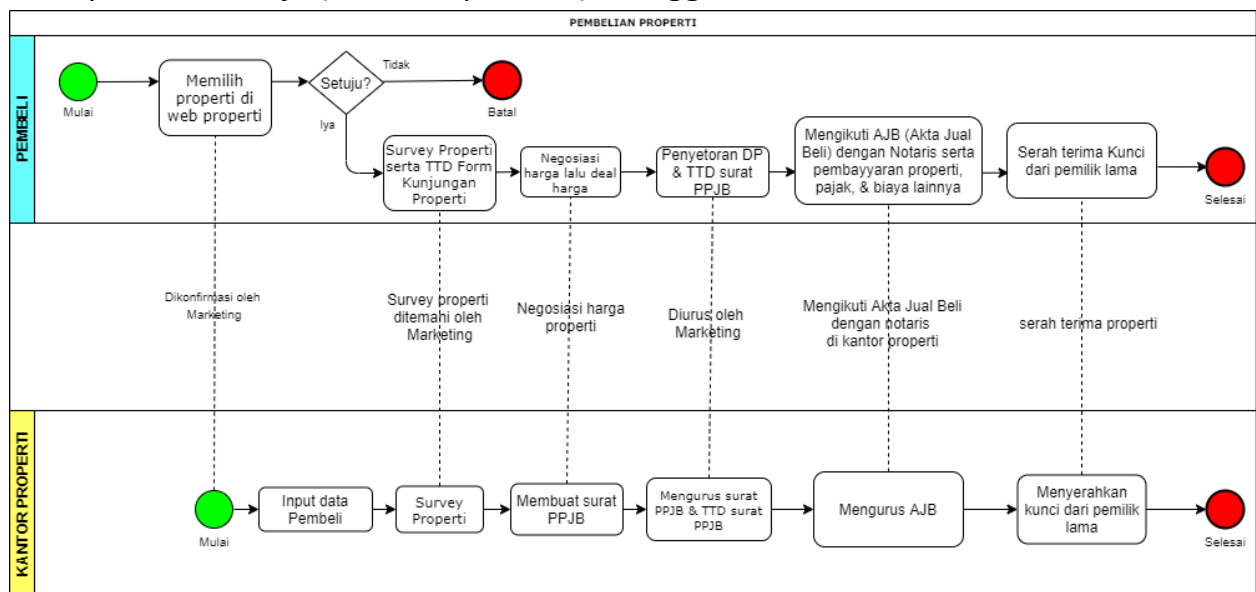 PEMBELIAN PROPERTI
PEMBELI
Mulai
Memilih
properti di
web properti
Setuju?
Tidak
Iya
Batal
Survey Properti
serta TTD Form
Kunjungan
Properti
Negosiasi
harga lalu deal
harga
Penyetoran DP
& TTD surat
PPJB
Mengikuti AJB (Akta Jual
Beli) dengan Notaris serta
pembayyaran properti,
pajak, & biaya lainnya
Serah terima Kunci
dari pemilik lama
Selesai
Dikonfirmasi oleh
Marketing
Survey properti
ditemani oleh
Marketing
Negosiasi harga
properti
Diurus oleh
Marketing
Mengikuti Akta Jual Beli
dengan notaris
di kantor properti
serah terima properti
KANTOR PROPERTI
Mulai
Input data
Pembeli
Survey
Properti
Membuat surat
PPJB
Mengurus surat
PPJB & TTD surat
PPJB
Mengurus AJB
Menyerahkan
kunci dari pemilik
lama
Selesai